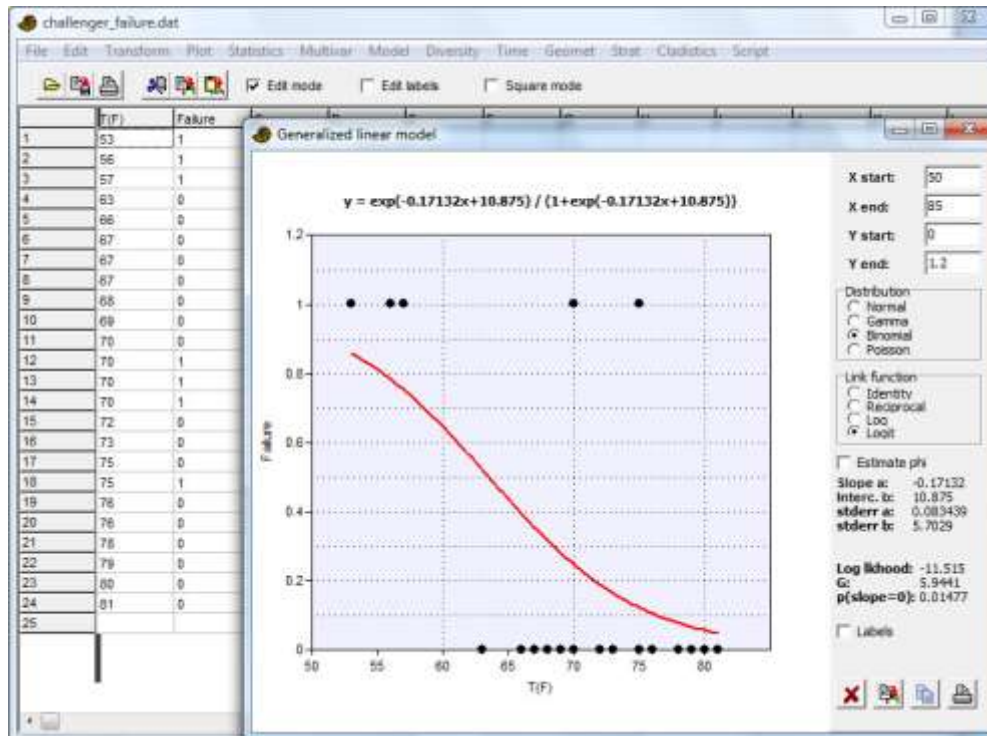 challenger_failure.dat
File Edit Transform Plot Statistics Multivar Model Diversity Time Geomet Strat Cladistics Script
Edit mode Edit labels Square mode
T(F) Failure
1 53 1
2 56 1
3 57 1
4 63 0
5 66 0
6 67 0
7 67 0
8 67 0
9 68 0
10 69 0
11 70 0
12 70 1
13 70 1
14 70 1
15 72 0
16 73 0
17 75 0
18 75 1
19 76 0
20 76 0
21 78 0
22 79 0
23 80 0
24 81 0
25
Generalized linear model
y = exp(-0.17132x+10.875) / (1+exp(-0.17132x+10.875))
1.2
1
0.8
0.6
0.4
0.2
0
Failure
50 55 60 65 70 75 80
T(F)
X start: 50
X end: 85
Y start: 0
Y end: 1.2
Distribution
Normal
Gamma
Binomial
Poisson
Link function
Identity
Reciprocal
Log
Logit
Estimate phi
Slope a: -0.17132
Interc. b: 10.875
stderr a: 0.083439
stderr b: 5.7029
Log lkhood: -11.515
G: 5.9441
p(slope=0): 0.01477
Labels